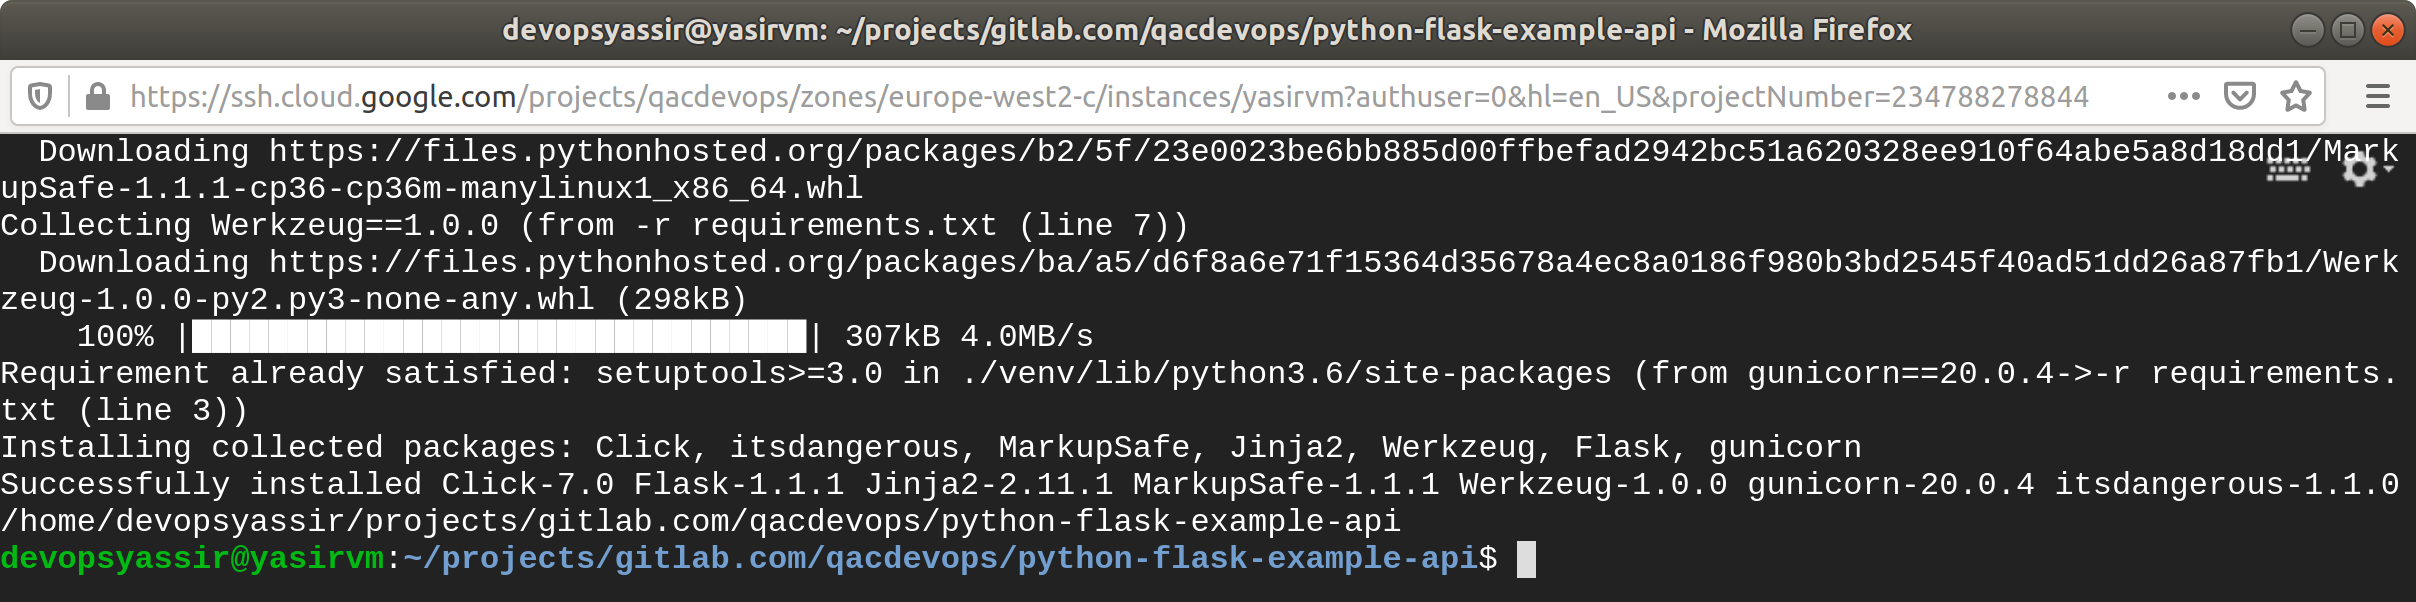 devopsyassir@yasirvm: ~/projects/gitlab.com/qacdevops/python-flask-example-api - Mozilla Firefox
https://ssh.cloud.google.com/projects/qacdevops/zones/europe-west2-c/instances/yasirvm?authuser=0&hl=en_US&projectNumber=234788278844
  Downloading https://files.pythonhosted.org/packages/b2/5f/23e0023be6bb885d00ffbefad2942bc51a620328ee910f64abe5a8d18dd1/Mark
upSafe-1.1.1-cp36-cp36m-manylinux1_x86_64.whl
Collecting Werkzeug==1.0.0 (from -r requirements.txt (line 7))
  Downloading https://files.pythonhosted.org/packages/ba/a5/d6f8a6e71f15364d35678a4ec8a0186f980b3bd2545f40ad51dd26a87fb1/Werk
zeug-1.0.0-py2.py3-none-any.whl (298kB)
    100% |████████████████████████████████| 307kB 4.0MB/s
Requirement already satisfied: setuptools>=3.0 in ./venv/lib/python3.6/site-packages (from gunicorn==20.0.4->-r requirements.
txt (line 3))
Installing collected packages: Click, itsdangerous, MarkupSafe, Jinja2, Werkzeug, Flask, gunicorn
Successfully installed Click-7.0 Flask-1.1.1 Jinja2-2.11.1 MarkupSafe-1.1.1 Werkzeug-1.0.0 gunicorn-20.0.4 itsdangerous-1.1.0
/home/devopsyassir/projects/gitlab.com/qacdevops/python-flask-example-api
devopsyassir@yasirvm:~/projects/gitlab.com/qacdevops/python-flask-example-api$